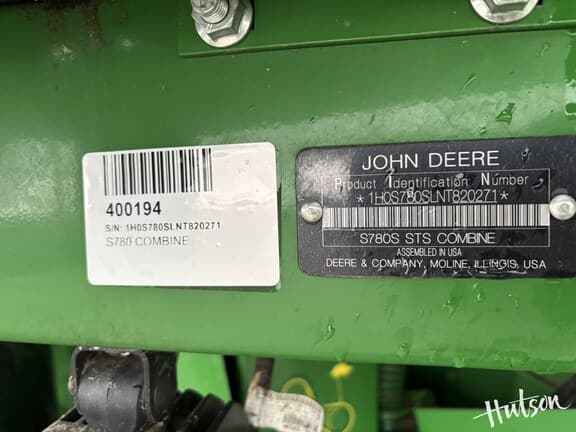 400194
S/N: 1H0S780SLNT820271
S780 COMBINE
JOHN DEERE
Product Identification Number
*1H0S780SLNT820271*
S780S STS COMBINE
ASSEMBLED IN USA
DEERE & COMPANY, MOLINE, ILLINOIS, USA
Hutson